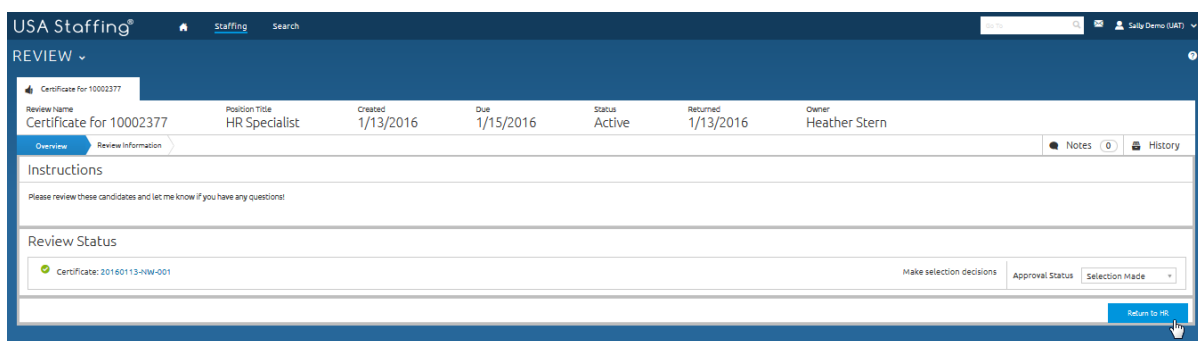 USA Staffing® Staffing Search Go To Sally Demo (UAT)
REVIEW
Certificate for 10002377
Review Name Position Title Created Due Status Returned Owner
Certificate for 10002377 HR Specialist 1/13/2016 1/15/2016 Active 1/13/2016 Heather Stern
Overview Review Information Notes 0 History
Instructions
Please review these candidates and let me know if you have any questions!
Review Status
Certificate: 20160113-NW-001 Make selection decisions Approval Status Selection Made
Return to HR